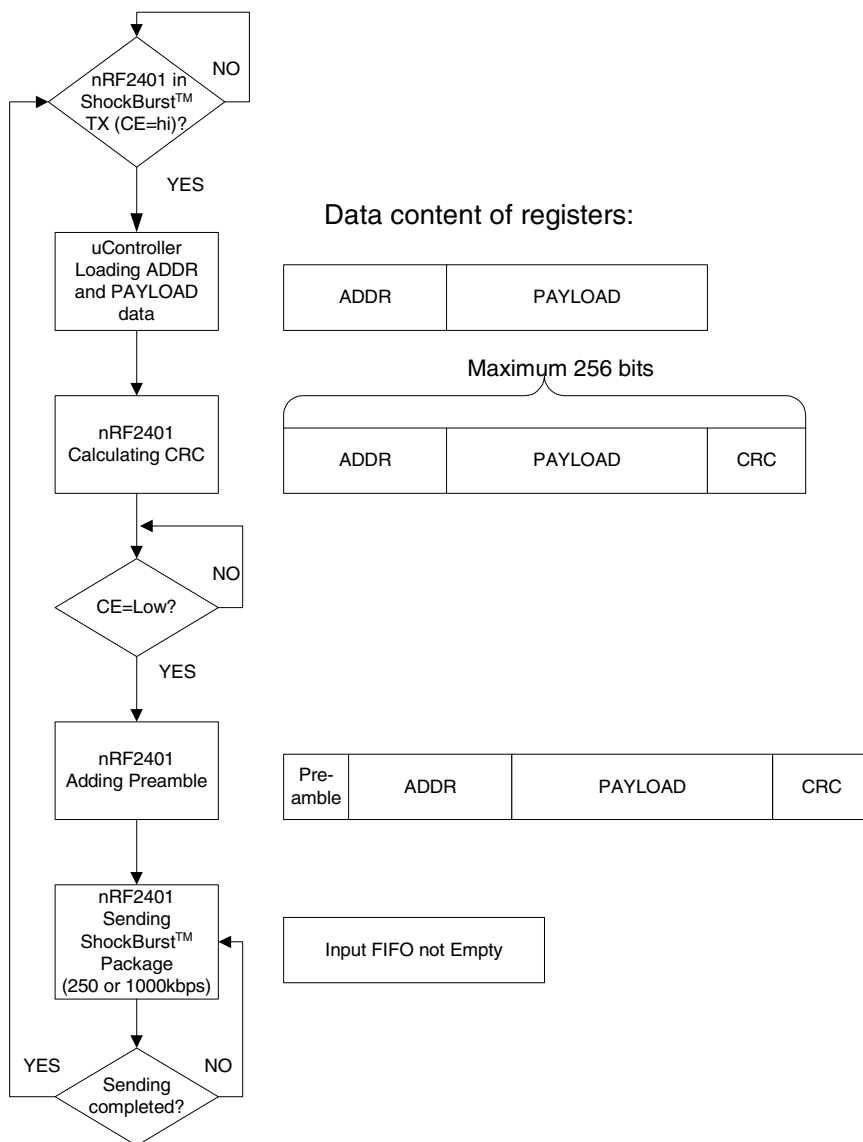 nRF2401 in
ShockBurst™
TX (CE=hi)?
NO
YES
Data content of registers:
uController
Loading ADDR
and PAYLOAD
data
ADDR
PAYLOAD
Maximum 256 bits
nRF2401
Calculating CRC
ADDR
PAYLOAD
CRC
NO
CE=Low?
YES
nRF2401
Adding Preamble
Pre-
amble
ADDR
PAYLOAD
CRC
nRF2401
Sending
ShockBurst™
Package
(250 or 1000kbps)
Input FIFO not Empty
YES
NO
Sending
completed?